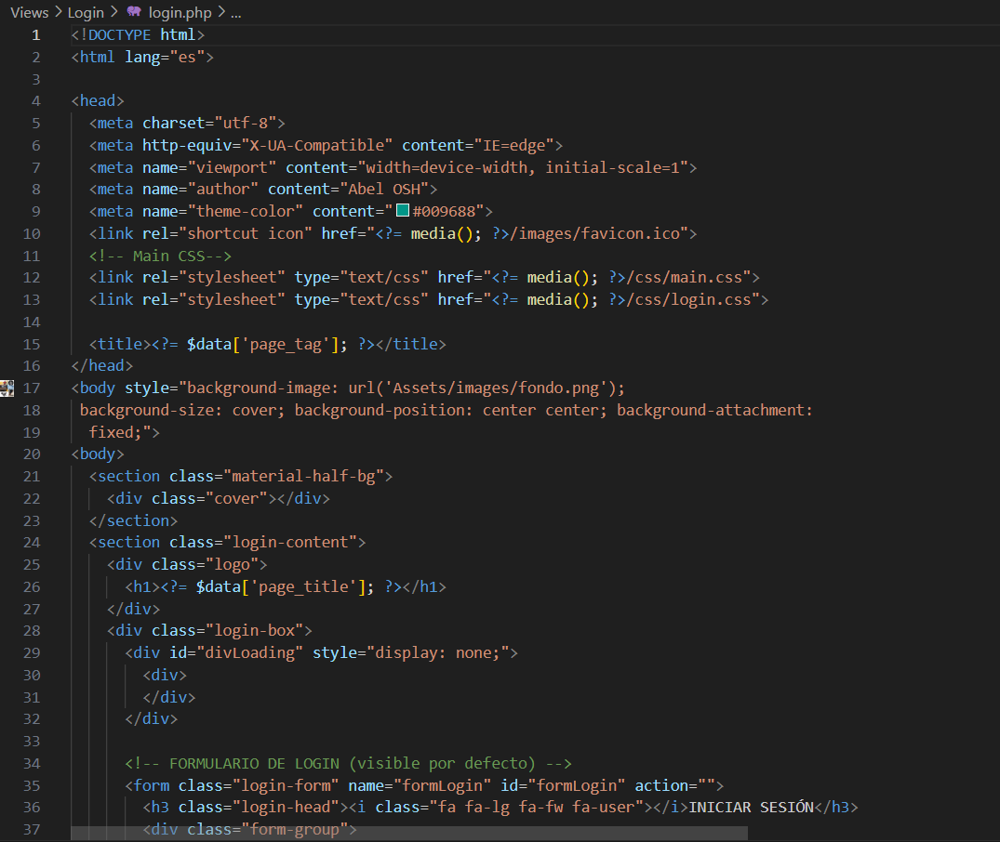 Views > Login > login.php > ...
1 <!DOCTYPE html>
2 <html lang="es">
3
4 <head>
5 <meta charset="utf-8">
6 <meta http-equiv="X-UA-Compatible" content="IE=edge">
7 <meta name="viewport" content="width=device-width, initial-scale=1">
8 <meta name="author" content="Abel OSH">
9 <meta name="theme-color" content="#009688">
10 <link rel="shortcut icon" href="<?= media(); ?>/images/favicon.ico">
11 <!-- Main CSS-->
12 <link rel="stylesheet" type="text/css" href="<?= media(); ?>/css/main.css">
13 <link rel="stylesheet" type="text/css" href="<?= media(); ?>/css/login.css">
14
15 <title><?= $data['page_tag']; ?></title>
16 </head>
17 <body style="background-image: url('Assets/images/fondo.png');
18 background-size: cover; background-position: center center; background-attachment:
19 fixed;">
20 <body>
21 <section class="material-half-bg">
22 <div class="cover"></div>
23 </section>
24 <section class="login-content">
25 <div class="logo">
26 <h1><?= $data['page_title']; ?></h1>
27 </div>
28 <div class="login-box">
29 <div id="divLoading" style="display: none;">
30 <div>
31 </div>
32 </div>
33
34 <!-- FORMULARIO DE LOGIN (visible por defecto) -->
35 <form class="login-form" name="formLogin" id="formLogin" action="">
36 <h3 class="login-head"><i class="fa fa-lg fa-fw fa-user"></i>INICIAR SESIÓN</h3>
37 <div class="form-group">